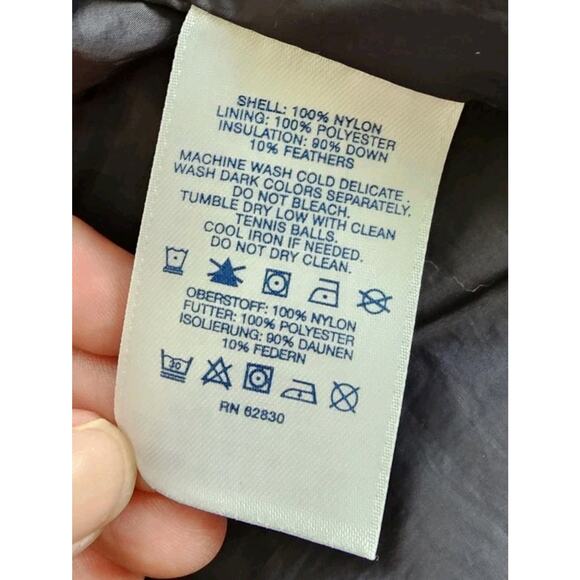 SHELL: 100% NYLON
LINING: 100% POLYESTER
INSULATION: 90% DOWN
10% FEATHERS
MACHINE WASH COLD DELICATE.
WASH DARK COLORS SEPARATELY.
DO NOT BLEACH.
TUMBLE DRY LOW WITH CLEAN
TENNIS BALLS.
COOL IRON IF NEEDED.
DO NOT DRY CLEAN.
OBERSTOFF: 100% NYLON
FUTTER: 100% POLYESTER
ISOLIERUNG: 90% DAUNEN
10% FEDERN
30
RN 62830